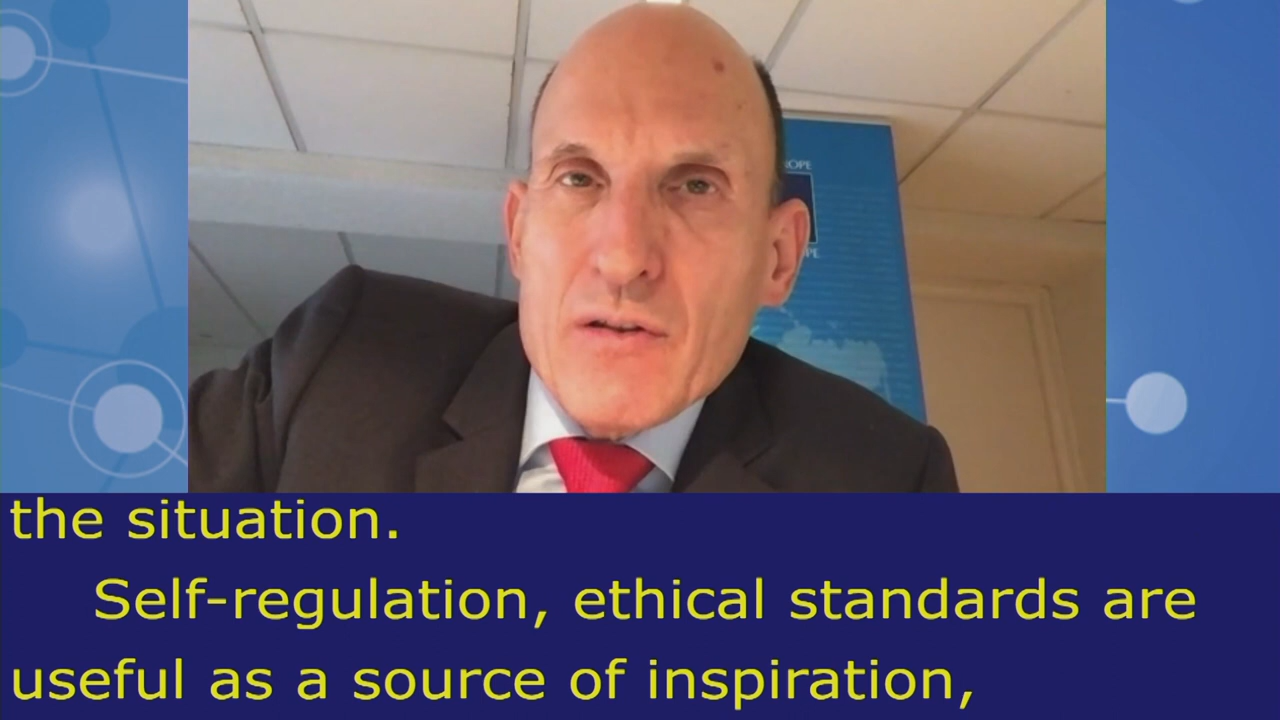 the situation.
Self-regulation, ethical standards are
useful as a source of inspiration,